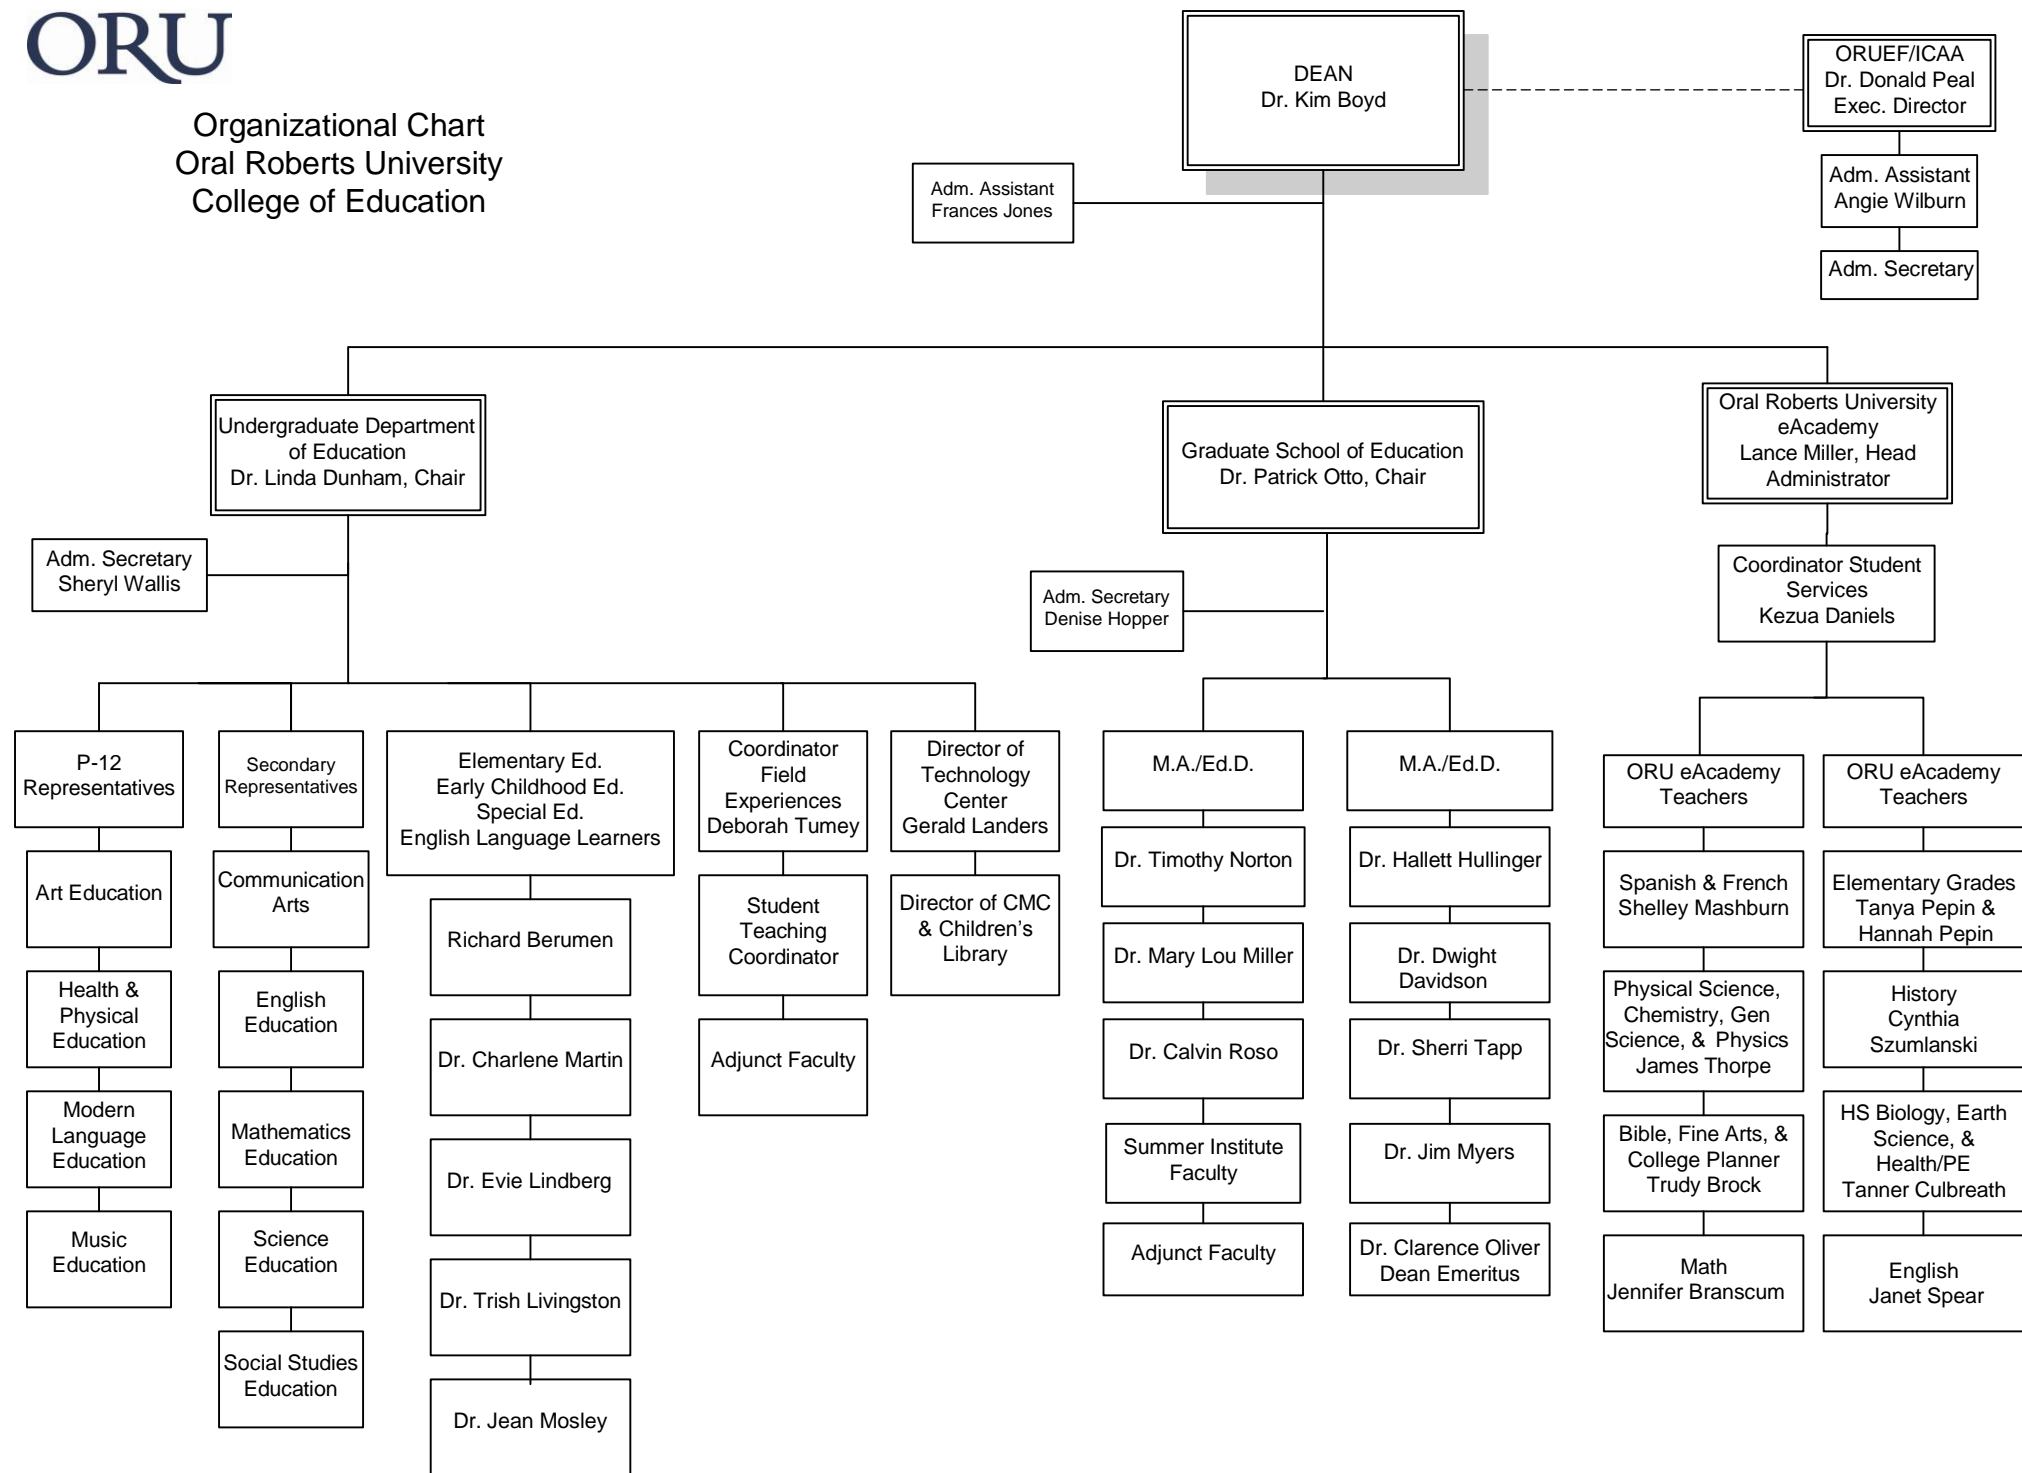 ORU
Organizational Chart
Oral Roberts University
College of Education
DEAN
Dr. Kim Boyd
ORUEF/ICAA
Dr. Donald Peal
Exec. Director
Adm. Assistant
Frances Jones
Adm. Assistant
Angie Wilburn
Adm. Secretary
Undergraduate Department
of Education
Dr. Linda Dunham, Chair
Graduate School of Education
Dr. Patrick Otto, Chair
Oral Roberts University
eAcademy
Lance Miller, Head
Administrator
Adm. Secretary
Sheryl Wallis
Adm. Secretary
Denise Hopper
Coordinator Student
Services
Kezua Daniels
P-12
Representatives
Art Education
Health &
Physical
Education
Modern
Language
Education
Music
Education
Secondary
Representatives
Communication
Arts
English
Education
Mathematics
Education
Science
Education
Social Studies
Education
Elementary Ed.
Early Childhood Ed.
Special Ed.
English Language Learners
Richard Berumen
Dr. Charlene Martin
Dr. Evie Lindberg
Dr. Trish Livingston
Dr. Jean Mosley
Coordinator
Field
Experiences
Deborah Tumey
Student
Teaching
Coordinator
Adjunct Faculty
Director of
Technology
Center
Gerald Landers
Director of CMC
& Children’s
Library
M.A./Ed.D.
Dr. Timothy Norton
Dr. Mary Lou Miller
Dr. Calvin Roso
Summer Institute
Faculty
Adjunct Faculty
M.A./Ed.D.
Dr. Hallett Hullinger
Dr. Dwight
Davidson
Dr. Sherri Tapp
Dr. Jim Myers
Dr. Clarence Oliver
Dean Emeritus
ORU eAcademy
Teachers
Spanish & French
Shelley Mashburn
Physical Science,
Chemistry, Gen
Science, & Physics
James Thorpe
Bible, Fine Arts, &
College Planner
Trudy Brock
Math
Jennifer Branscum
ORU eAcademy
Teachers
Elementary Grades
Tanya Pepin &
Hannah Pepin
History
Cynthia
Szumlanski
HS Biology, Earth
Science, &
Health/PE
Tanner Culbreath
English
Janet Spear